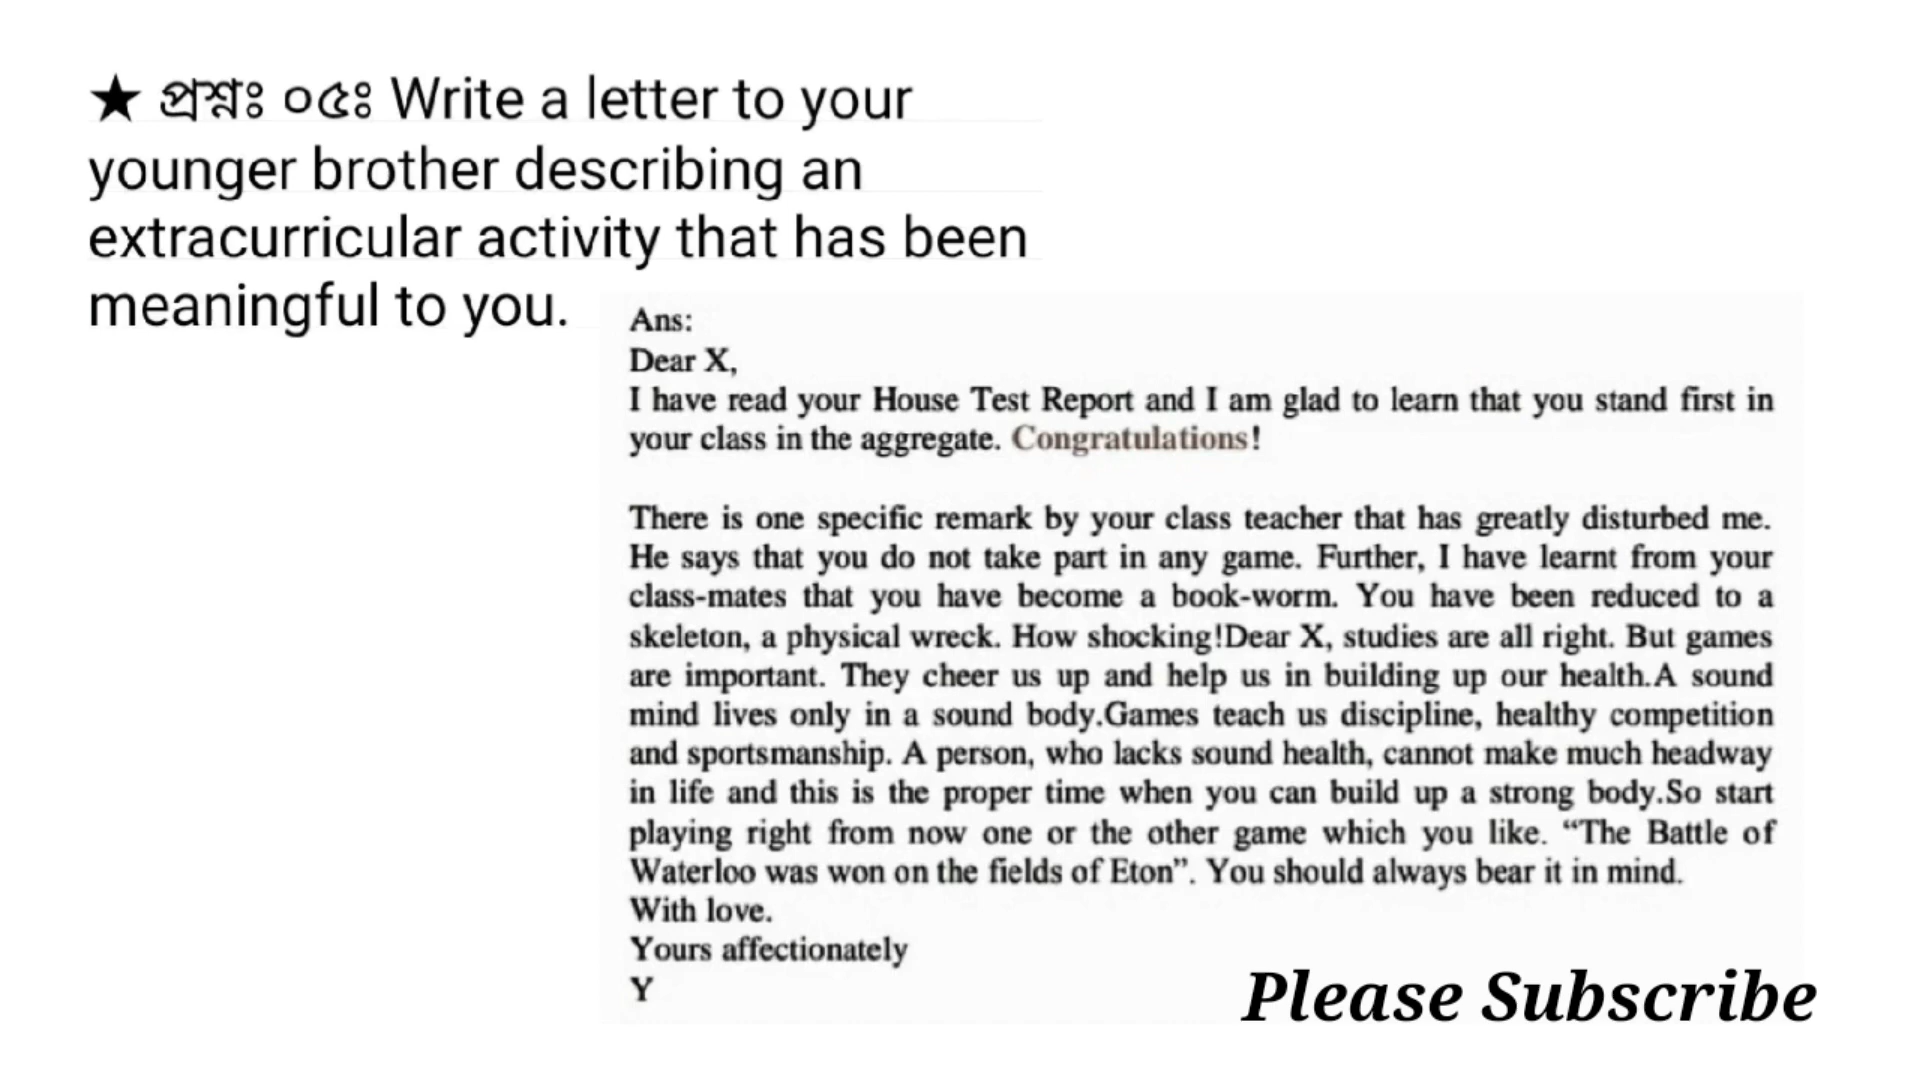 ★ প্রশ্নঃ ০৫ঃ Write a letter to your
younger brother describing an
extracurricular activity that has been
meaningful to you.
Ans:
Dear X,
I have read your House Test Report and I am glad to learn that you stand first in
your class in the aggregate. Congratulations!
There is one specific remark by your class teacher that has greatly disturbed me.
He says that you do not take part in any game. Further, I have learnt from your
class-mates that you have become a book-worm. You have been reduced to a
skeleton, a physical wreck. How shocking!Dear X, studies are all right. But games
are important. They cheer us up and help us in building up our health.A sound
mind lives only in a sound body.Games teach us discipline, healthy competition
and sportsmanship. A person, who lacks sound health, cannot make much headway
in life and this is the proper time when you can build up a strong body.So start
playing right from now one or the other game which you like. “The Battle of
Waterloo was won on the fields of Eton”. You should always bear it in mind.
With love.
Yours affectionately
Y
Please Subscribe